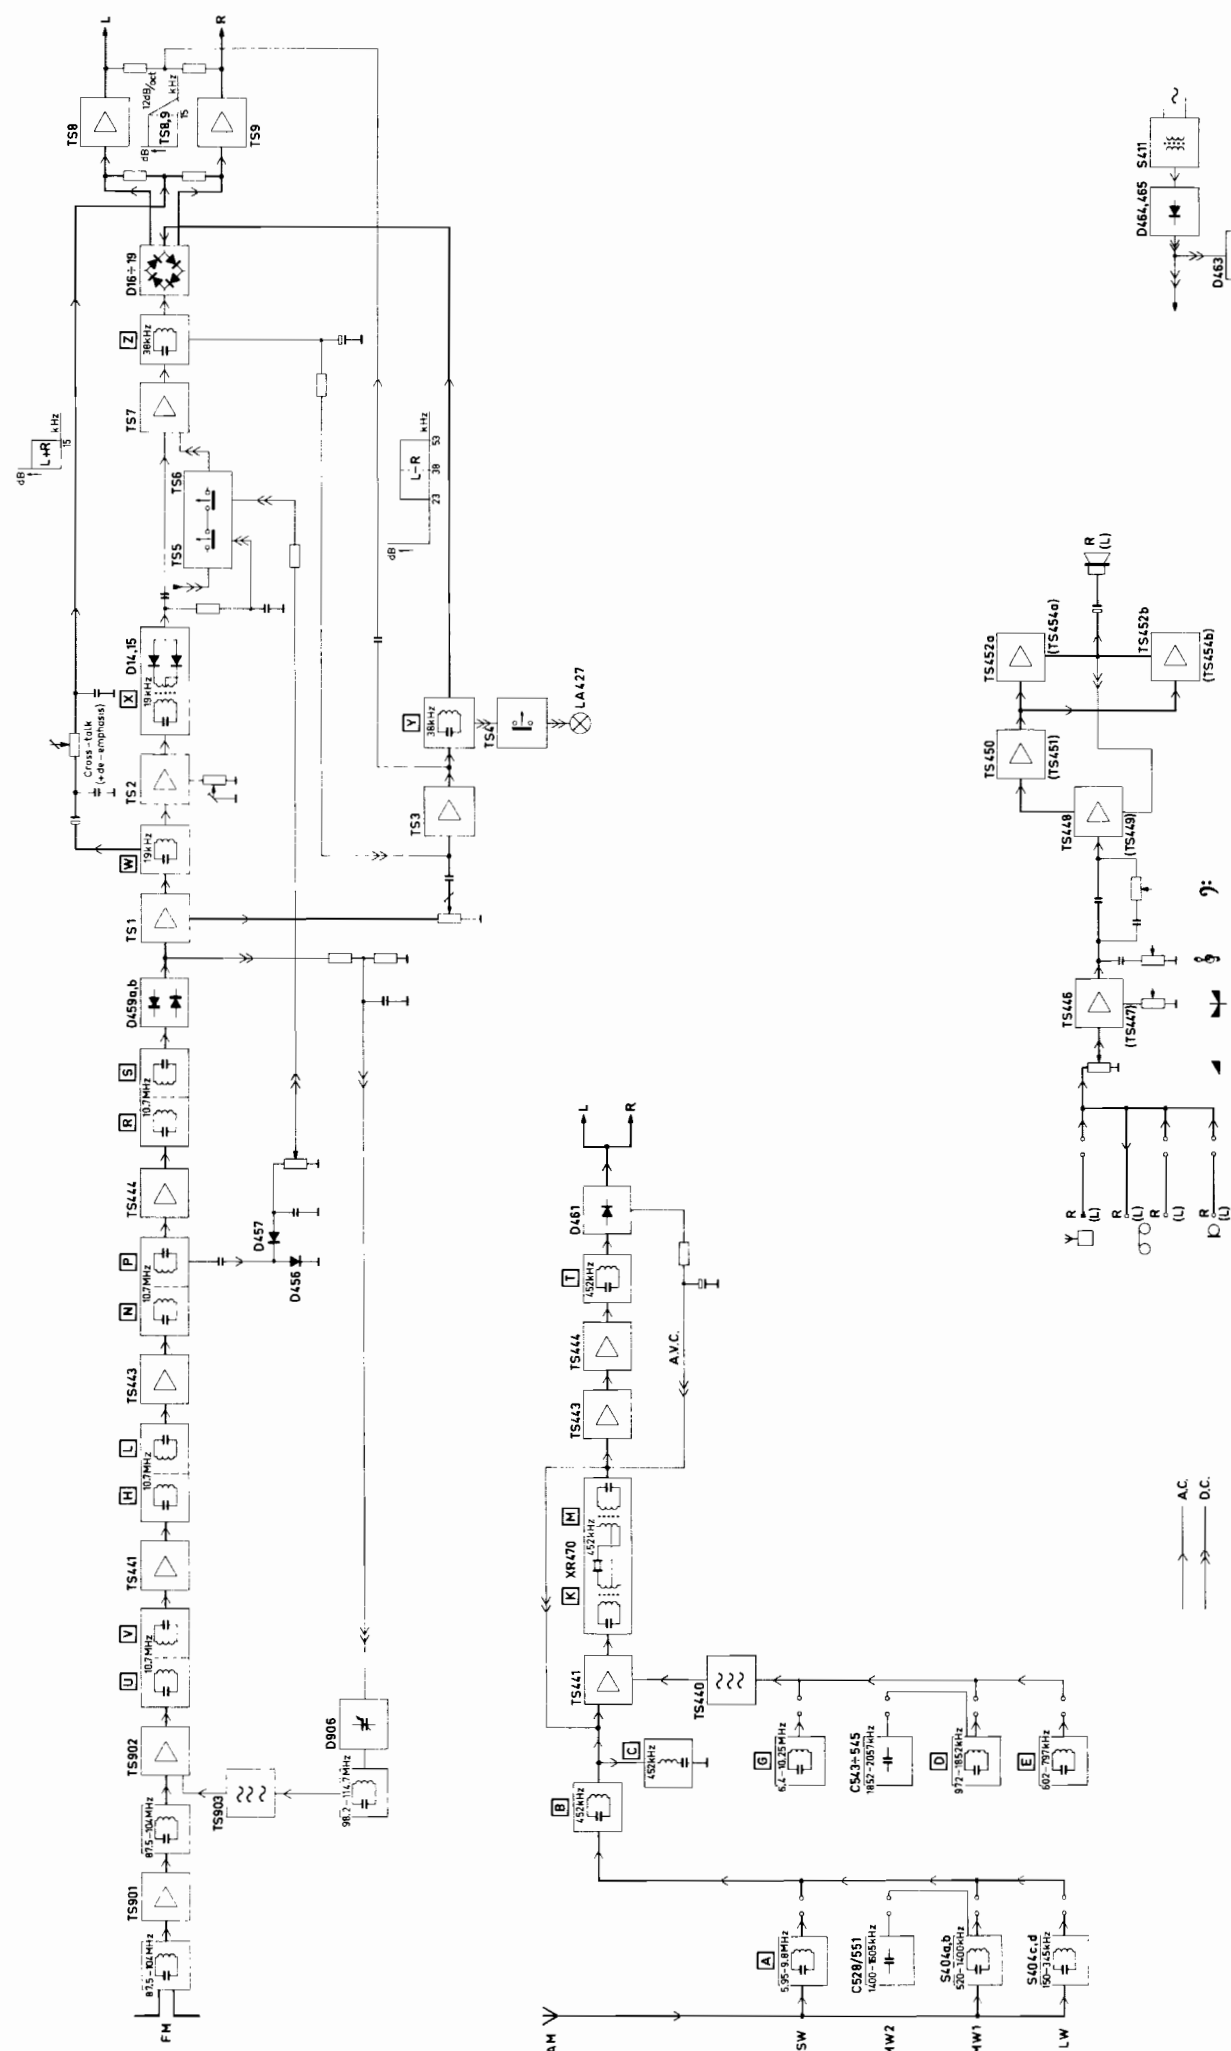 FM
87,5-104MHz
TS901
87,5-104MHz
TS902
TS903
98,2-114,7MHz
D906
U
V
10,7MHz
TS441
H
L
10,7MHz
TS443
N
P
10,7MHz
D456
D457
TS444
R
S
10,7MHz
D459a,b
TS1
W
19kHz
TS2
Cross-talk
(+de-emphasis)
X
19kHz
D14,15
TS5
TS6
TS7
Z
38kHz
D16÷19
dB
L+R
15
kHz
TS3
Y
38kHz
TS4
LA427
dB
L-R
23
38
53
kHz
TS8
TS9
dB
TS8,9
12dB/oct
15
kHz
L
R
AM
SW
MW2
MW1
LW
A
5,95-9,8MHz
C528/551
1400-1605kHz
S404a,b
520-1400kHz
S404c,d
150-345kHz
B
452kHz
C
452kHz
G
6,4-10,25MHz
C543÷545
1852-2057kHz
D
972-1852kHz
E
602-797kHz
TS440
TS441
K
XR470
M
452kHz
TS443
TS444
A.V.C.
T
452kHz
D461
L
R
A.C.
D.C.
R
(L)
R
(L)
R
(L)
R
(L)
TS446
(TS447)
TS448
(TS449)
TS450
(TS451)
TS452a
(TS454a)
TS452b
(TS454b)
R
(L)
D463
D464,465
S411